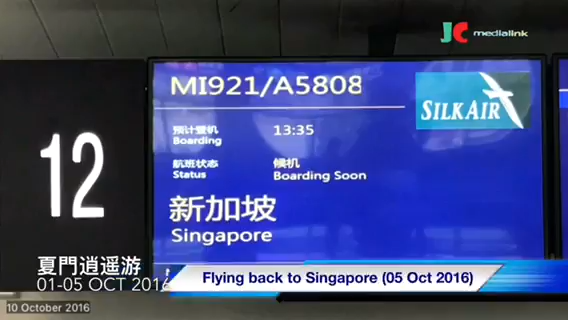 JC medialink
12
MI921/A5808
SILKAIR
预计登机 13:35
Boarding
航班状态 候机
Status Boarding Soon
新加坡
Singapore
夏門逍遥游
01-05 OCT 2016
Flying back to Singapore (05 Oct 2016)
10 October 2016